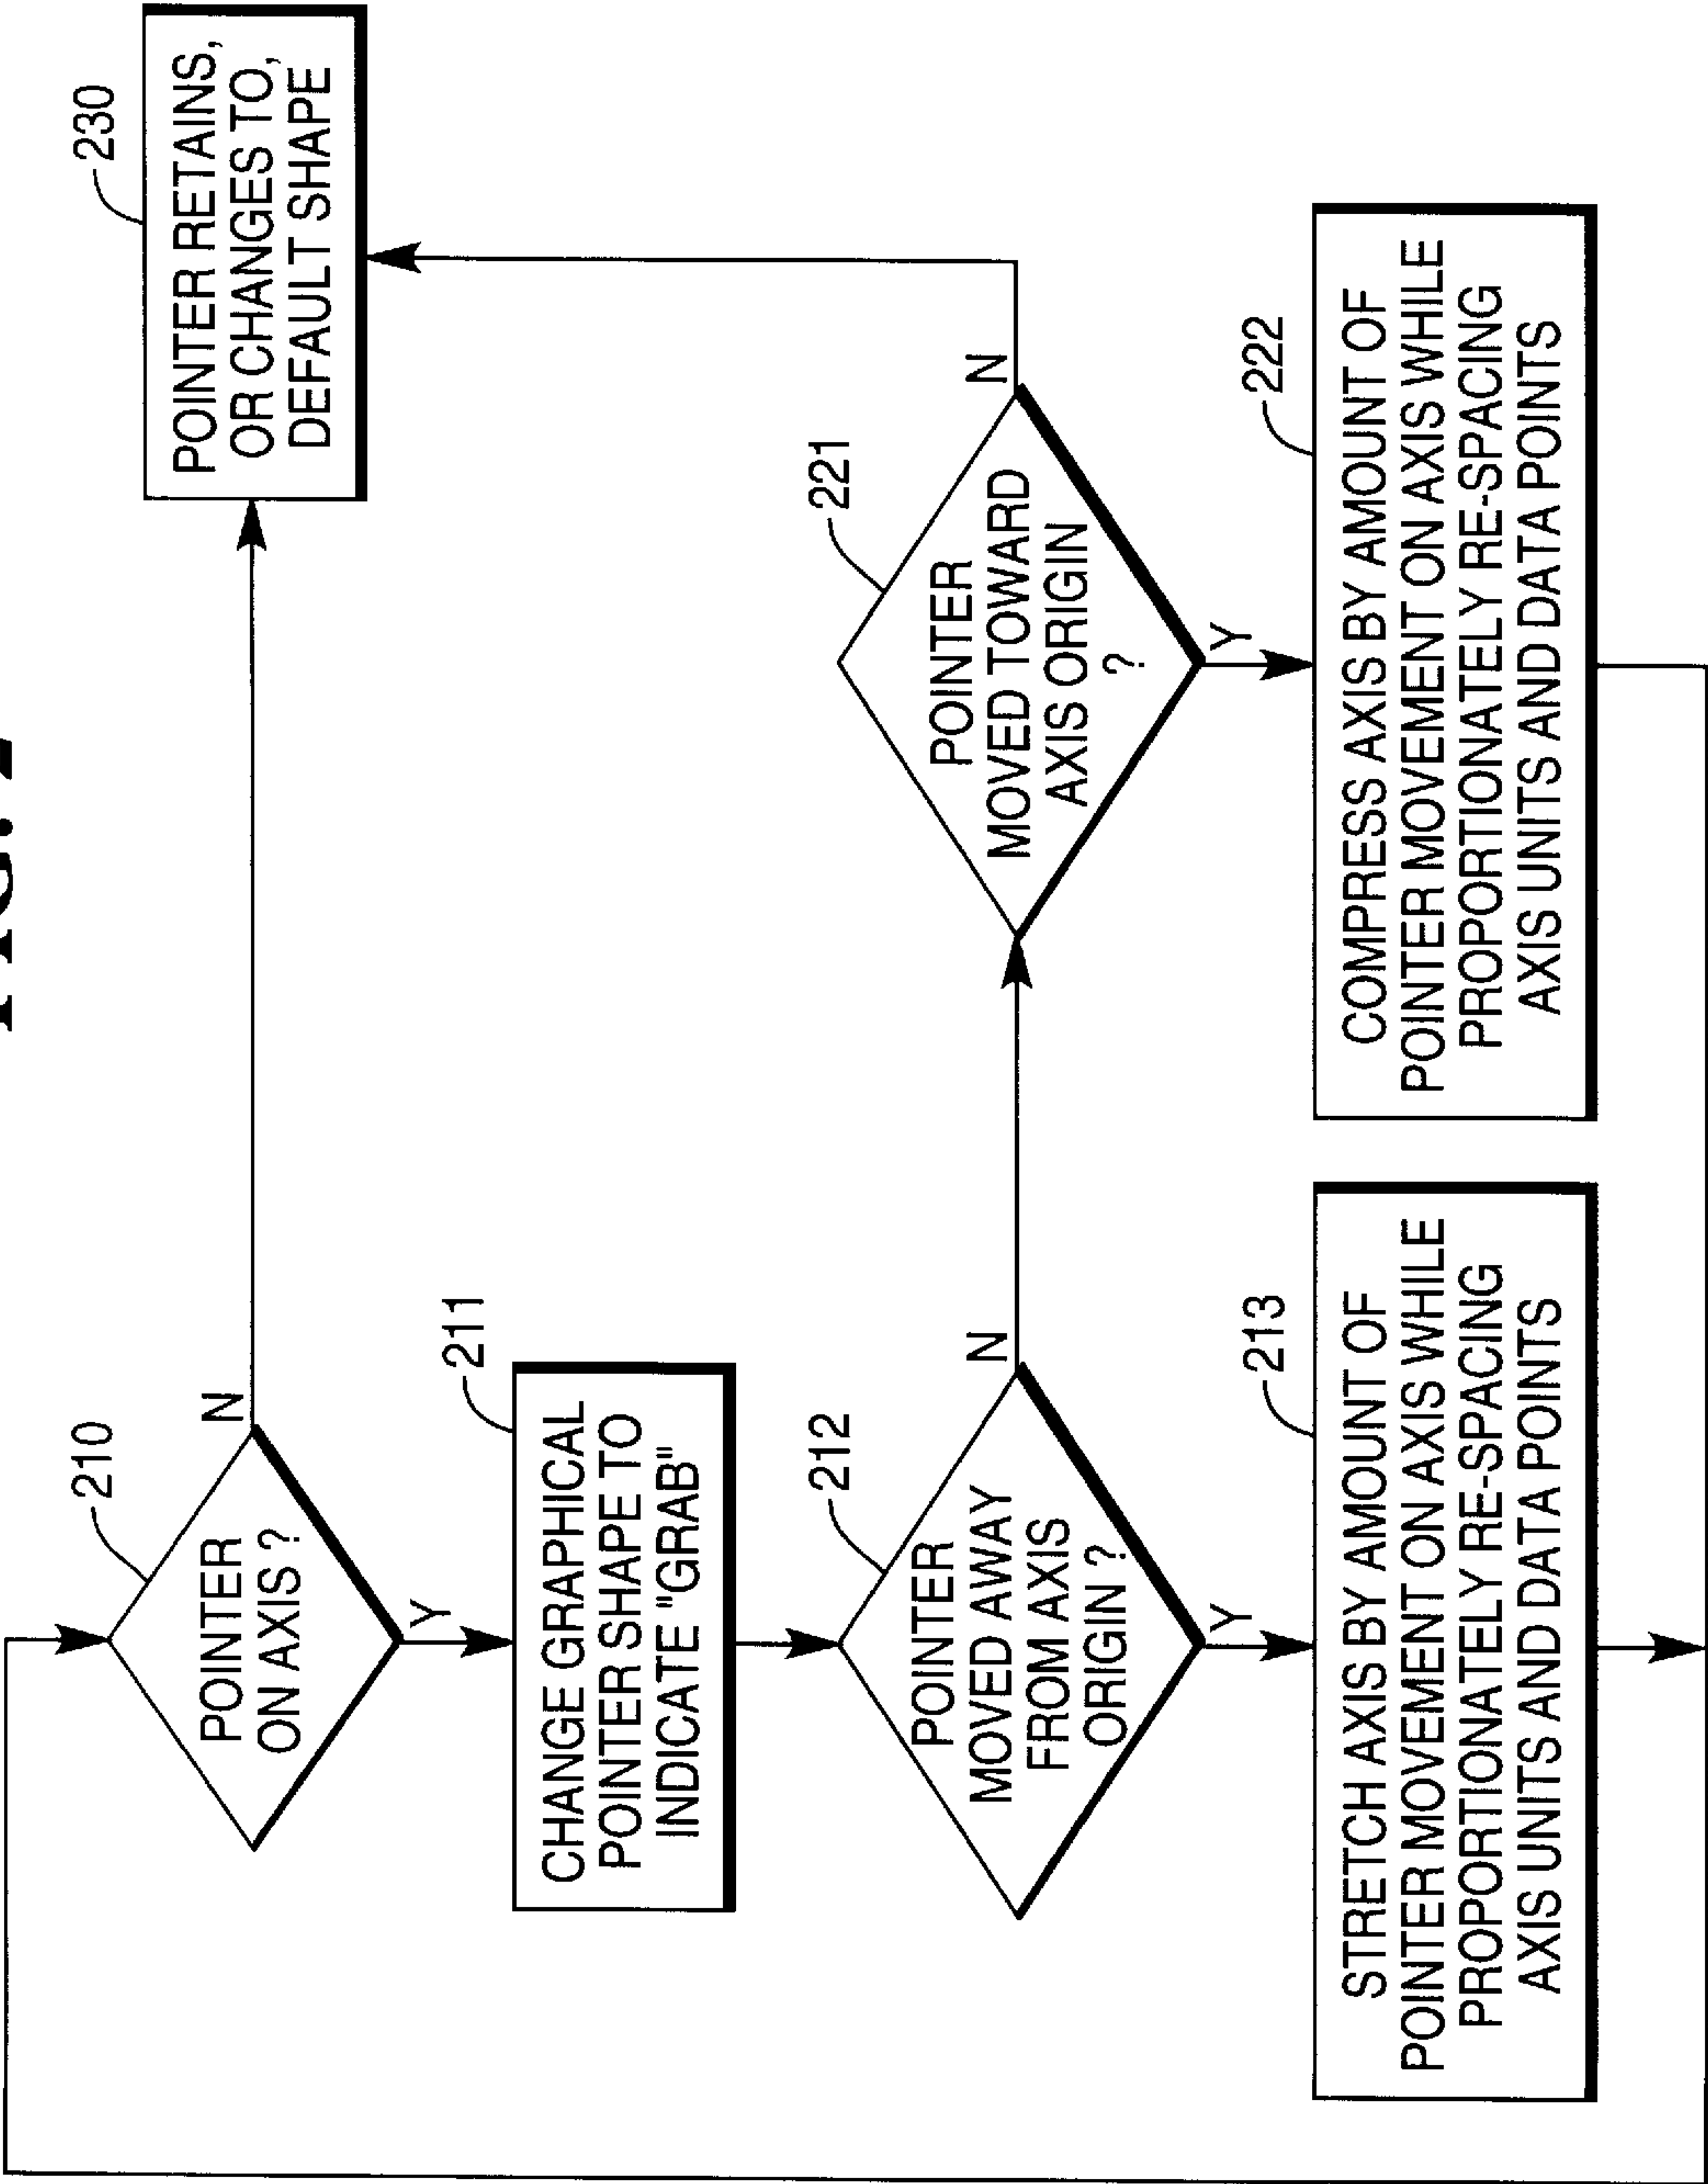 FIG. 2
210
POINTER
ON AXIS ?
N
Y
230
POINTER RETAINS,
OR CHANGES TO,
DEFAULT SHAPE
211
CHANGE GRAPHICAL
POINTER SHAPE TO
INDICATE "GRAB"
212
POINTER
MOVED AWAY
FROM AXIS
ORIGIN ?
N
Y
221
POINTER
MOVED TOWARD
AXIS ORIGIN
?
N
Y
213
STRETCH AXIS BY AMOUNT OF
POINTER MOVEMENT ON AXIS WHILE
PROPORTIONATELY RE-SPACING
AXIS UNITS AND DATA POINTS
222
COMPRESS AXIS BY AMOUNT OF
POINTER MOVEMENT ON AXIS WHILE
PROPORTIONATELY RE-SPACING
AXIS UNITS AND DATA POINTS